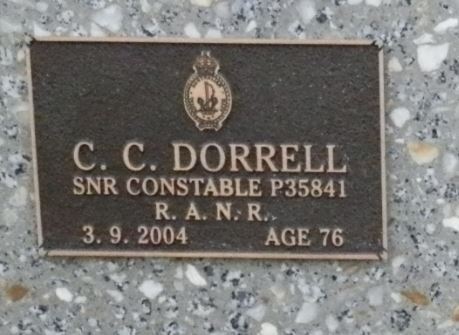 C. C. DORRELL
SNR CONSTABLE P35841
R. A. N. R.
3. 9. 2004 AGE 76